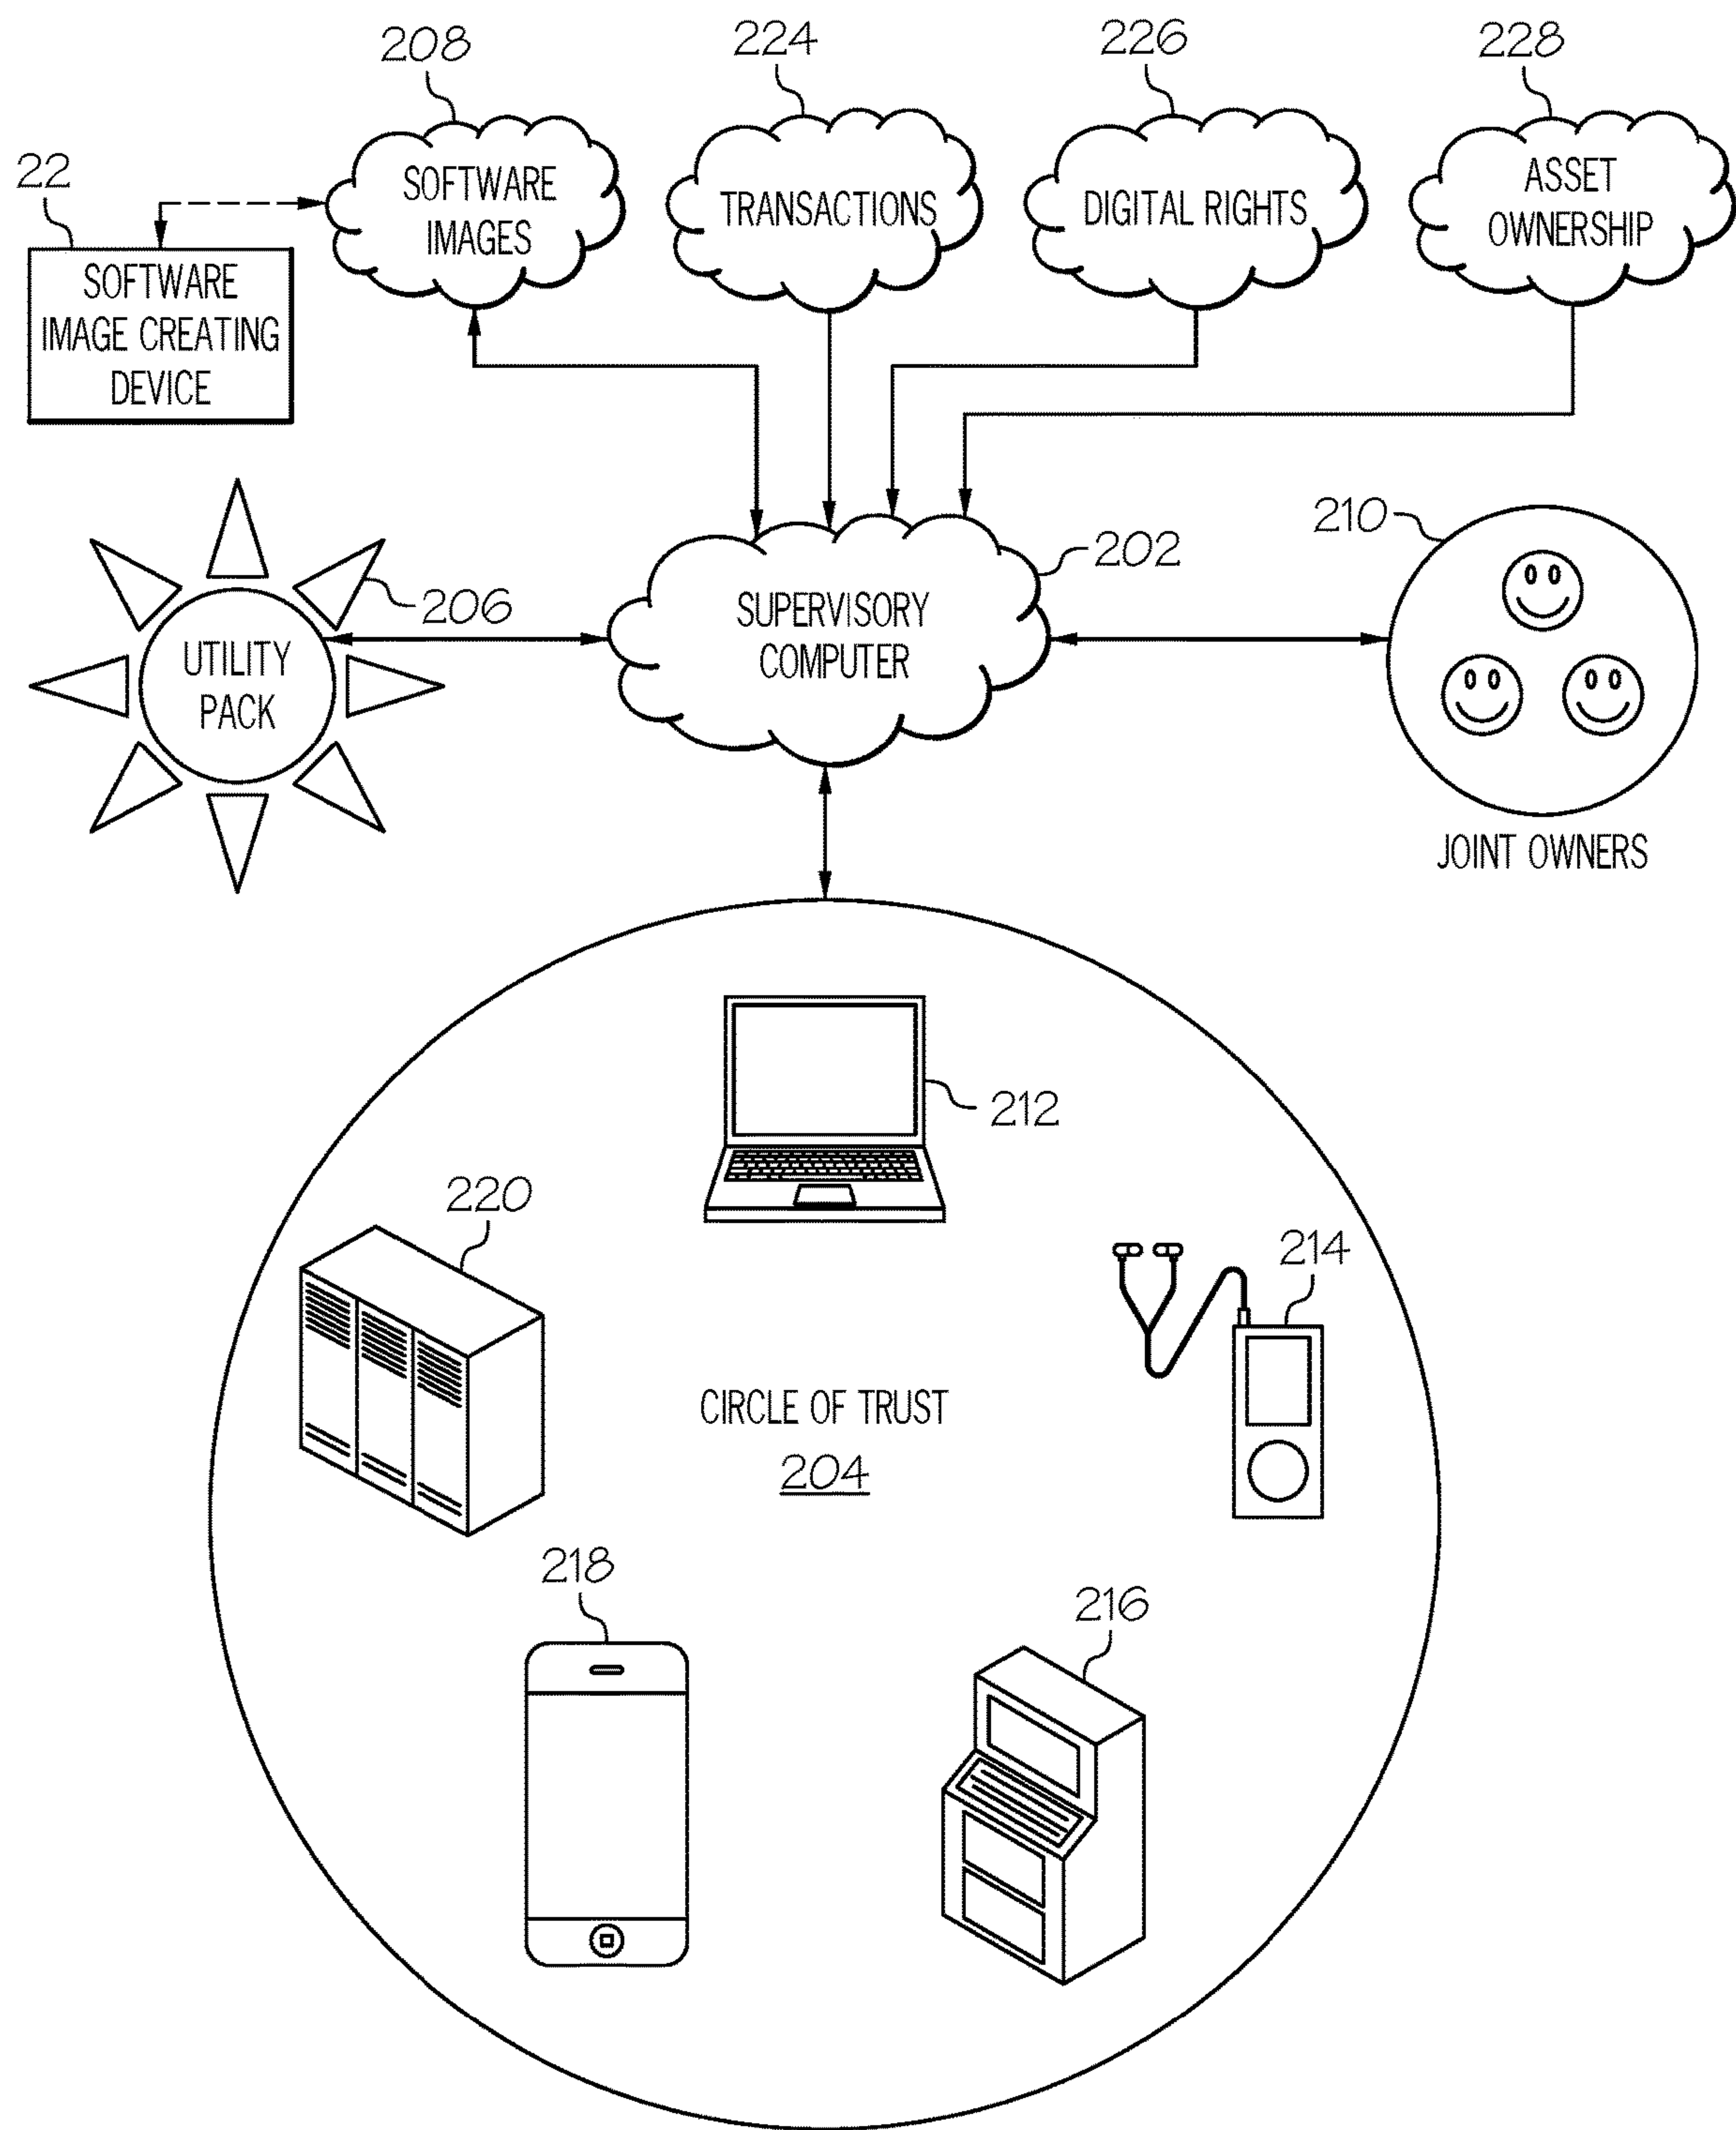 208
224
226
228
22
SOFTWARE
IMAGES
TRANSACTIONS
DIGITAL RIGHTS
ASSET
OWNERSHIP
SOFTWARE
IMAGE CREATING
DEVICE
210
202
206
SUPERVISORY
COMPUTER
UTILITY
PACK
JOINT OWNERS
212
220
214
CIRCLE OF TRUST
204
218
216